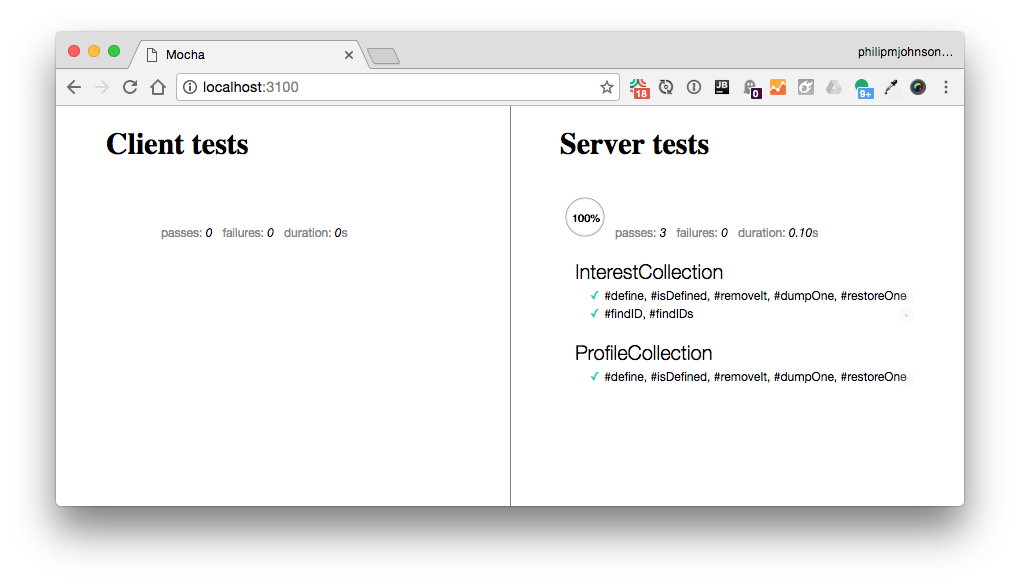 Mocha
philipmjohnson...
localhost:3100
18
JB
0
9+
Client tests
passes: 0 failures: 0 duration: 0s
Server tests
100%
passes: 3 failures: 0 duration: 0.10s
InterestCollection
✓ #define, #isDefined, #removeIt, #dumpOne, #restoreOne
✓ #findID, #findIDs
ProfileCollection
✓ #define, #isDefined, #removeIt, #dumpOne, #restoreOne